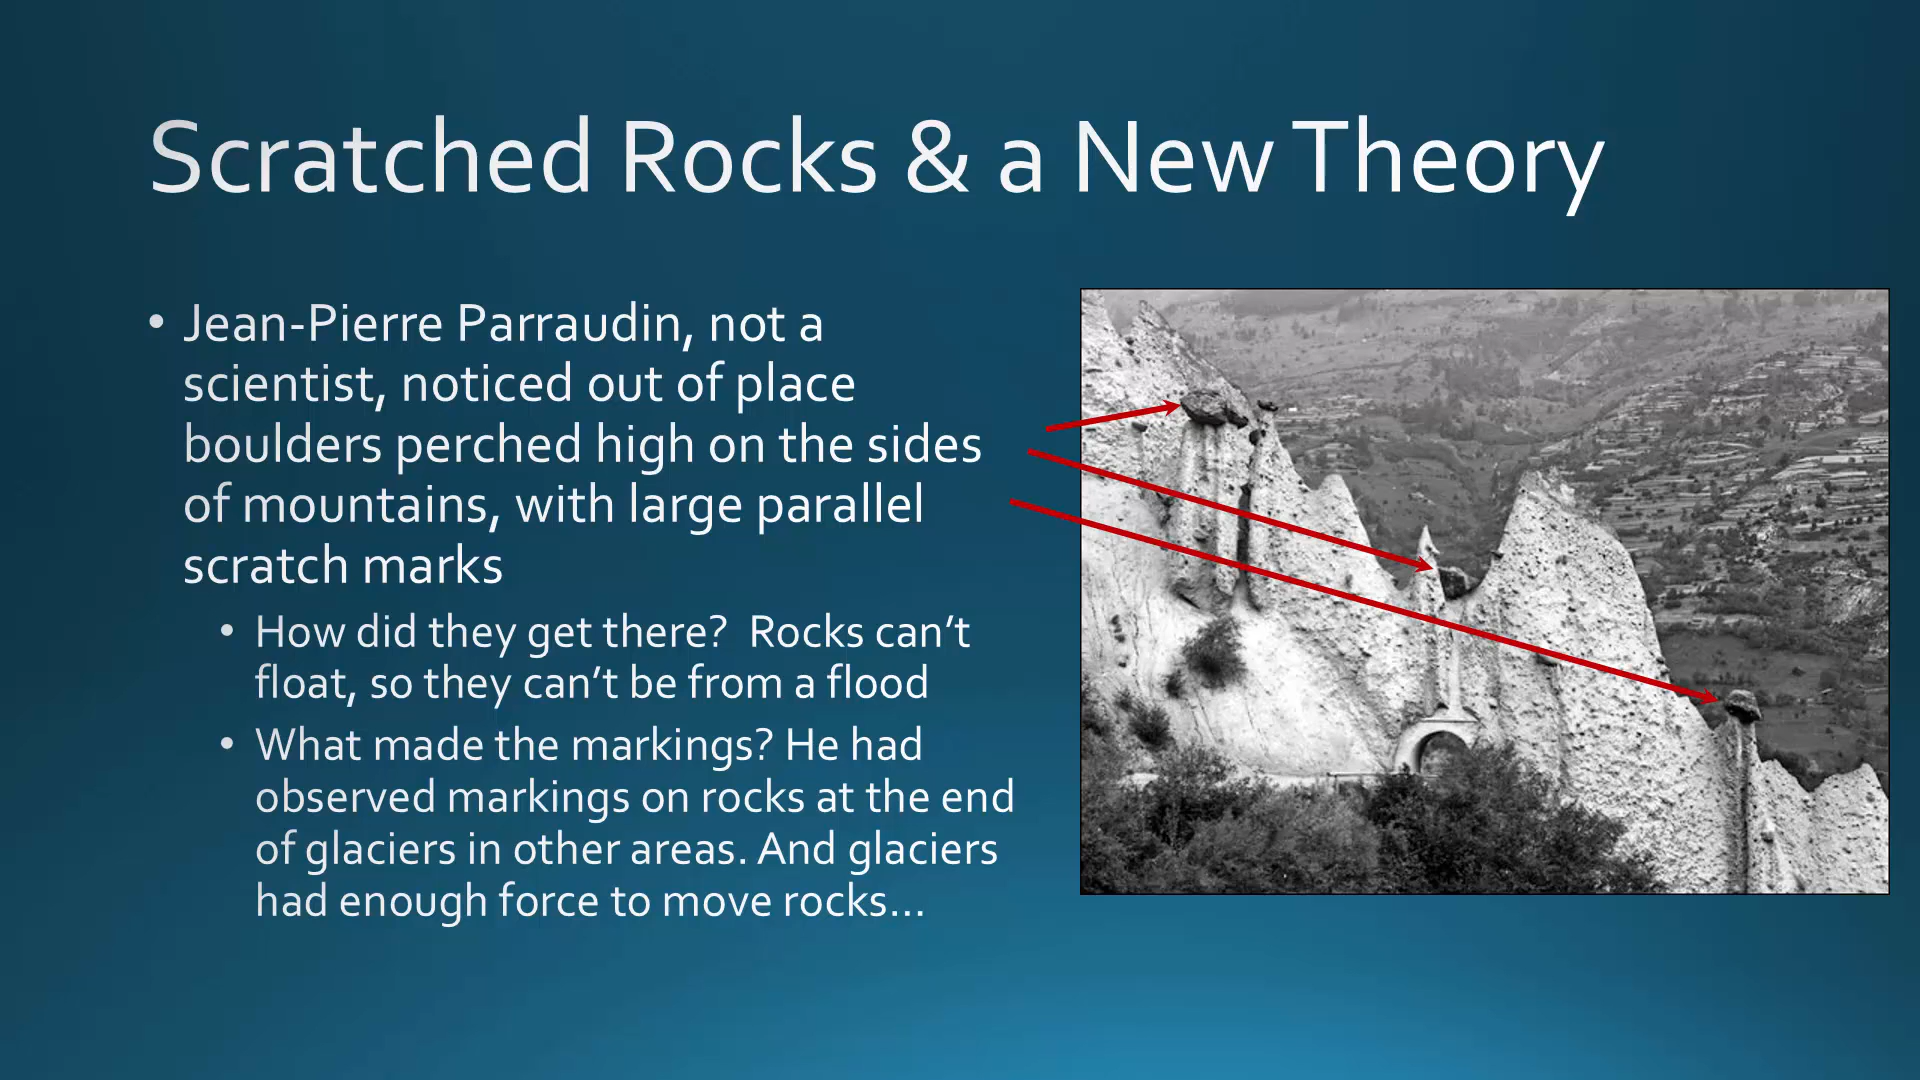 Scratched Rocks & a New Theory
• Jean-Pierre Parraudin, not a
scientist, noticed out of place
boulders perched high on the sides
of mountains, with large parallel
scratch marks
• How did they get there?  Rocks can’t
float, so they can’t be from a flood
• What made the markings? He had
observed markings on rocks at the end
of glaciers in other areas. And glaciers
had enough force to move rocks…